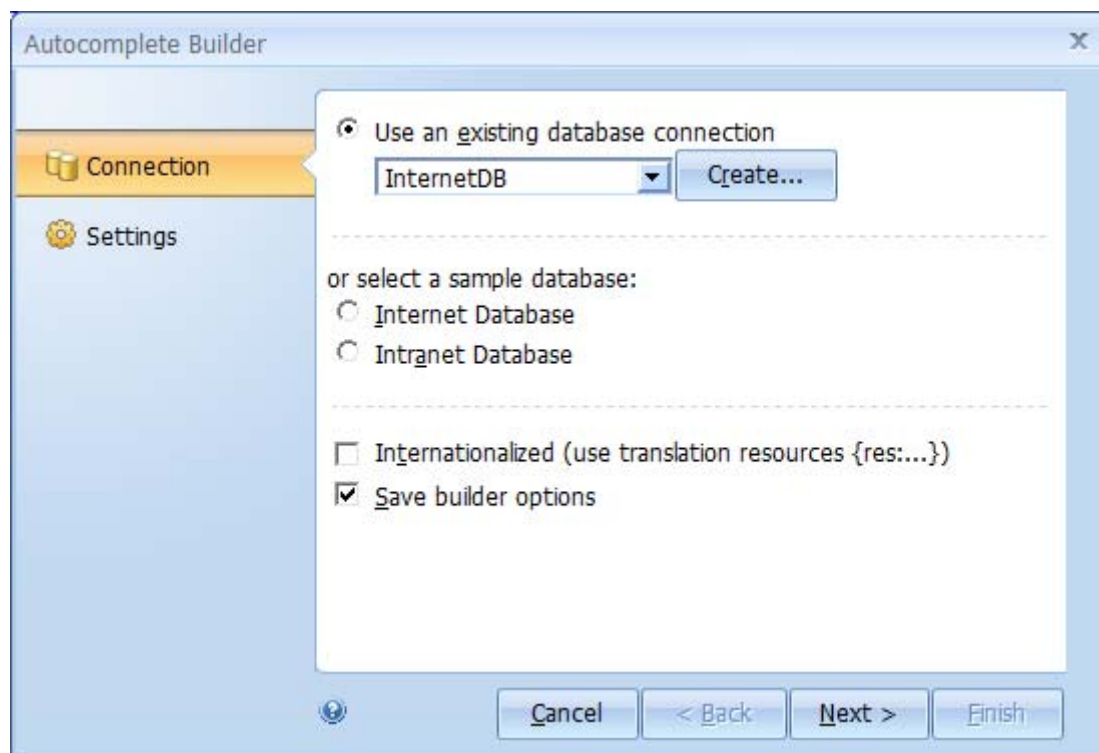 Autocomplete Builder
Connection
Settings
Use an existing database connection
InternetDB
Create...
or select a sample database:
Internet Database
Intranet Database
Internationalized (use translation resources {res:...})
Save builder options
Cancel
< Back
Next >
Finish